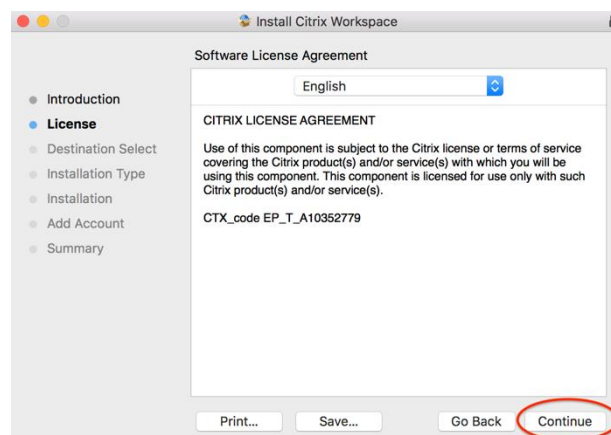 Install Citrix Workspace
Software License Agreement
English
Introduction
License
Destination Select
Installation Type
Installation
Add Account
Summary
CITRIX LICENSE AGREEMENT
Use of this component is subject to the Citrix license or terms of service
covering the Citrix product(s) and/or service(s) with which you will be
using this component. This component is licensed for use only with such
Citrix product(s) and/or service(s).
CTX_code EP_T_A10352779
Print...
Save...
Go Back
Continue